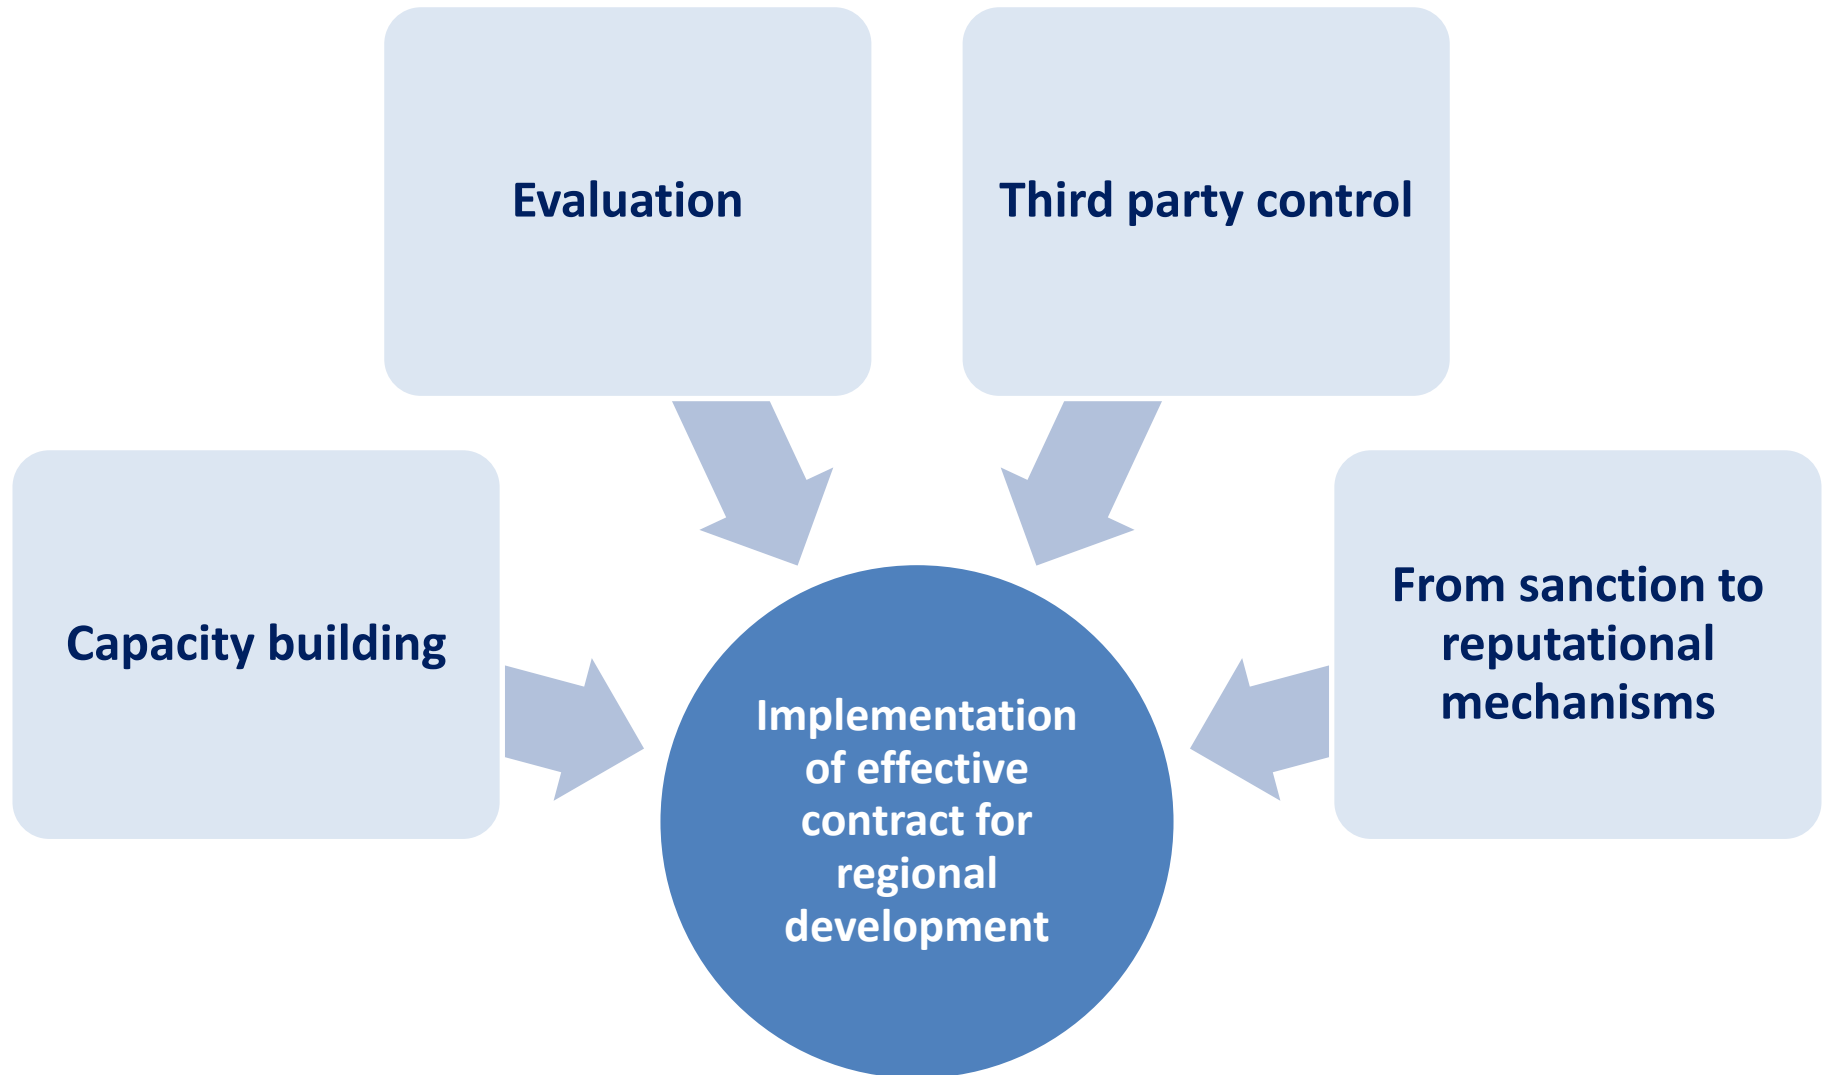 Evaluation
Third party control
Capacity building
From sanction to
reputational
mechanisms
Implementation
of effective
contract for
regional
development